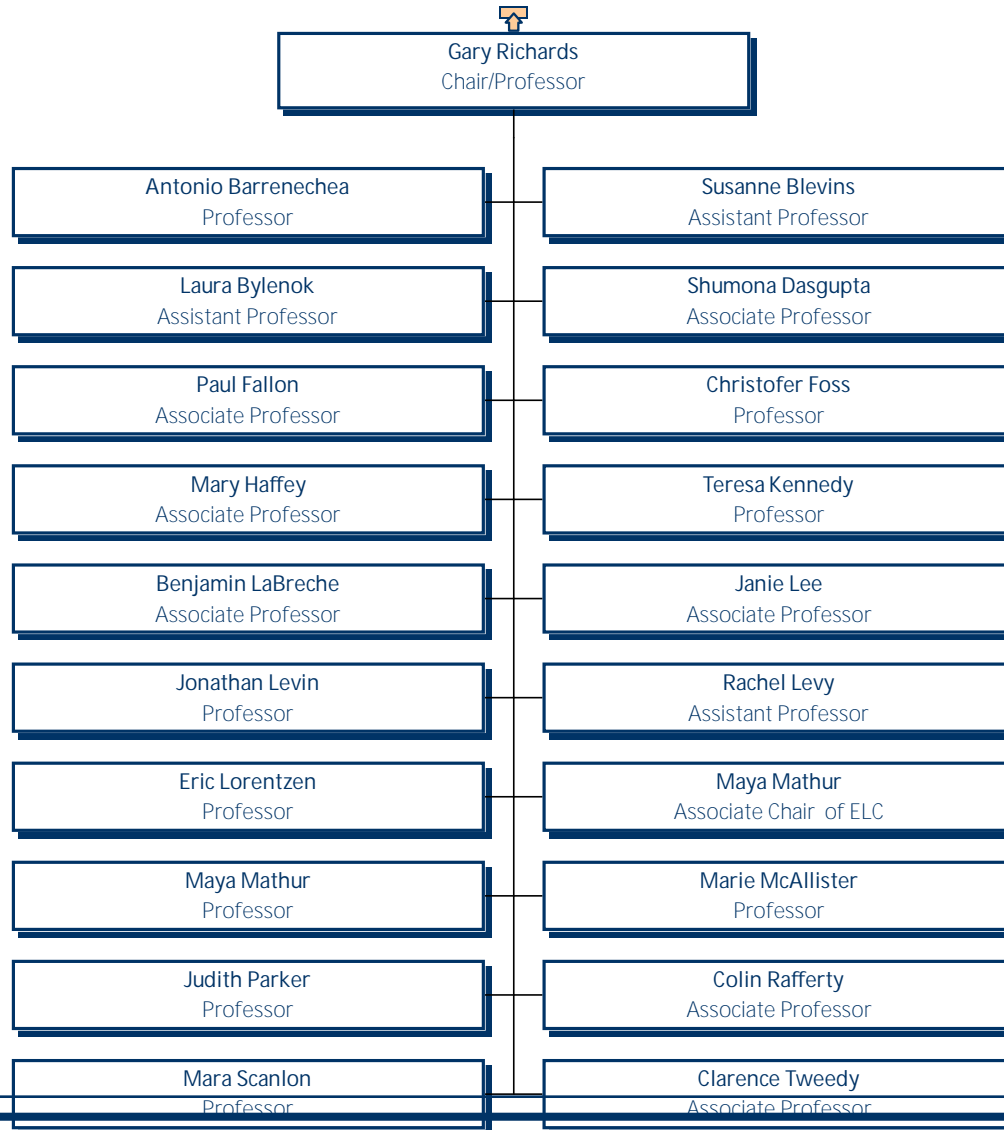 Gary Richards
Chair/Professor
Antonio Barrenechea
Professor
Susanne Blevins
Assistant Professor
Laura Bylenok
Assistant Professor
Shumona Dasgupta
Associate Professor
Paul Fallon
Associate Professor
Christofer Foss
Professor
Mary Haffey
Associate Professor
Teresa Kennedy
Professor
Benjamin LaBreche
Associate Professor
Janie Lee
Associate Professor
Jonathan Levin
Professor
Rachel Levy
Assistant Professor
Eric Lorentzen
Professor
Maya Mathur
Associate Chair of ELC
Maya Mathur
Professor
Marie McAllister
Professor
Judith Parker
Professor
Colin Rafferty
Associate Professor
Mara Scanlon
Professor
Clarence Tweedy
Associate Professor